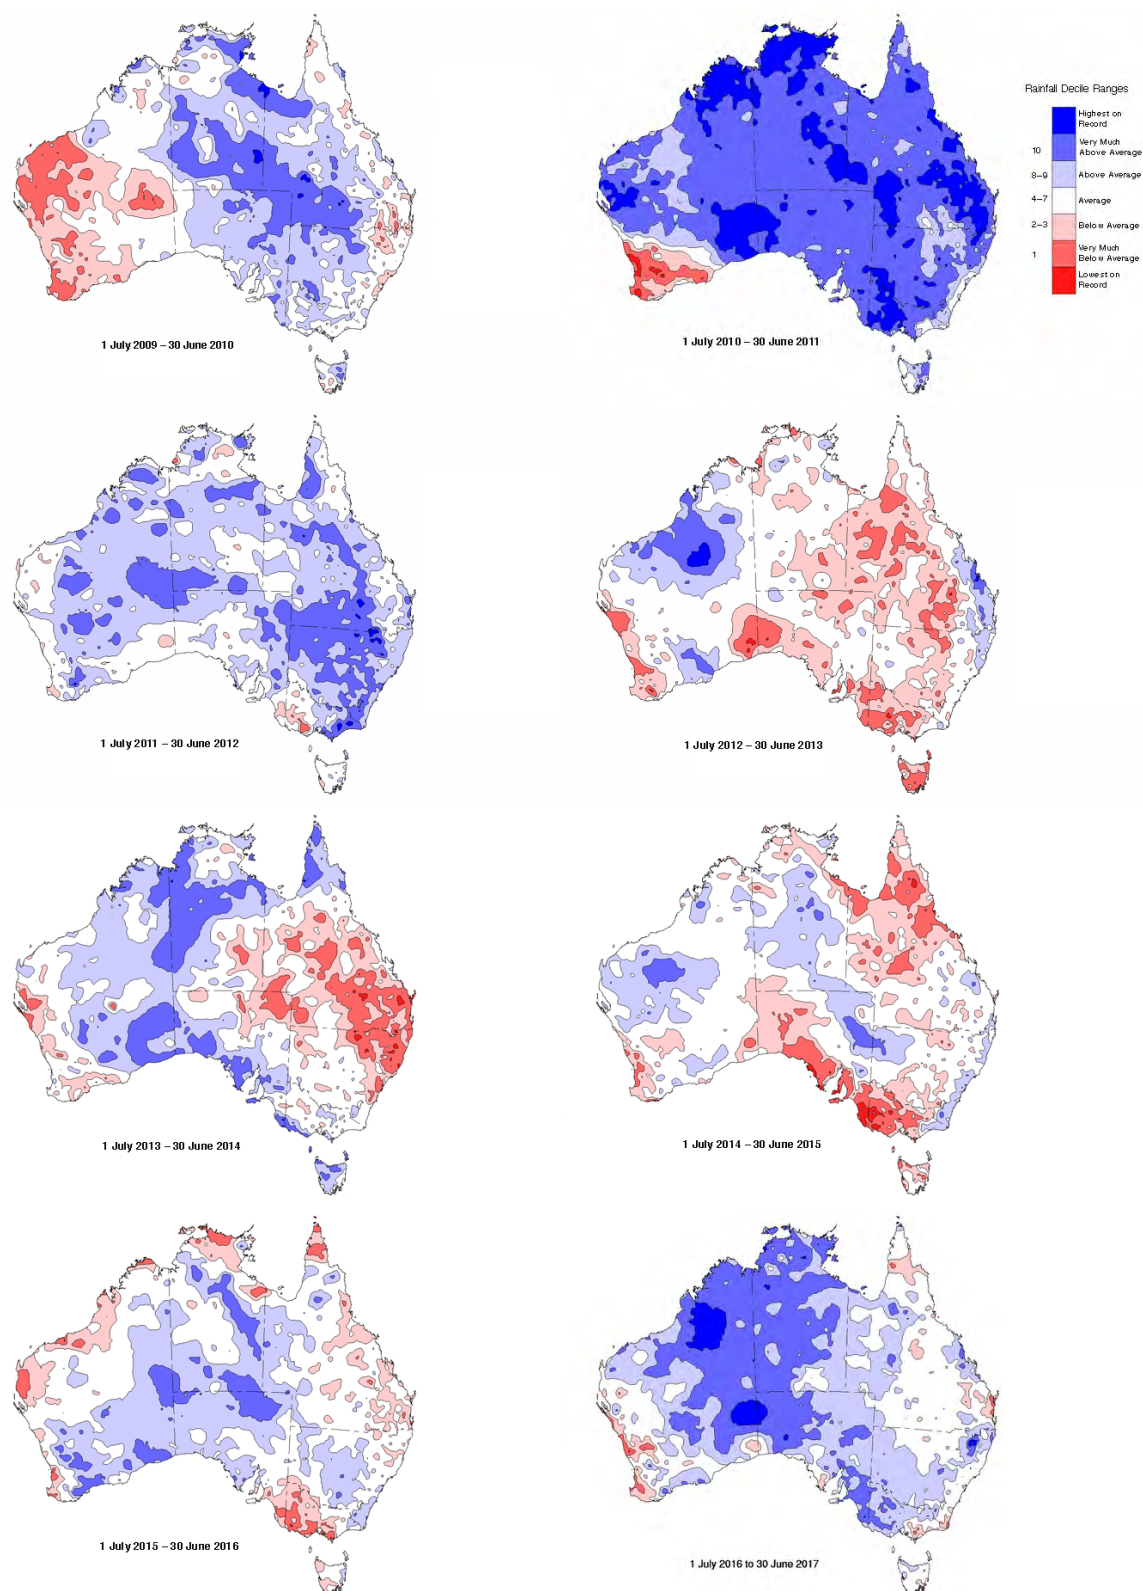 Rainfall Decile Ranges
Highest on
Record
10
Very Much
Above Average
8–9
Above Average
4–7
Average
2–3
Below Average
1
Very Much
Below Average
Lowest on
Record
1 July 2009 – 30 June 2010
1 July 2010 – 30 June 2011
1 July 2011 – 30 June 2012
1 July 2012 – 30 June 2013
1 July 2013 – 30 June 2014
1 July 2014 – 30 June 2015
1 July 2015 – 30 June 2016
1 July 2016 to 30 June 2017